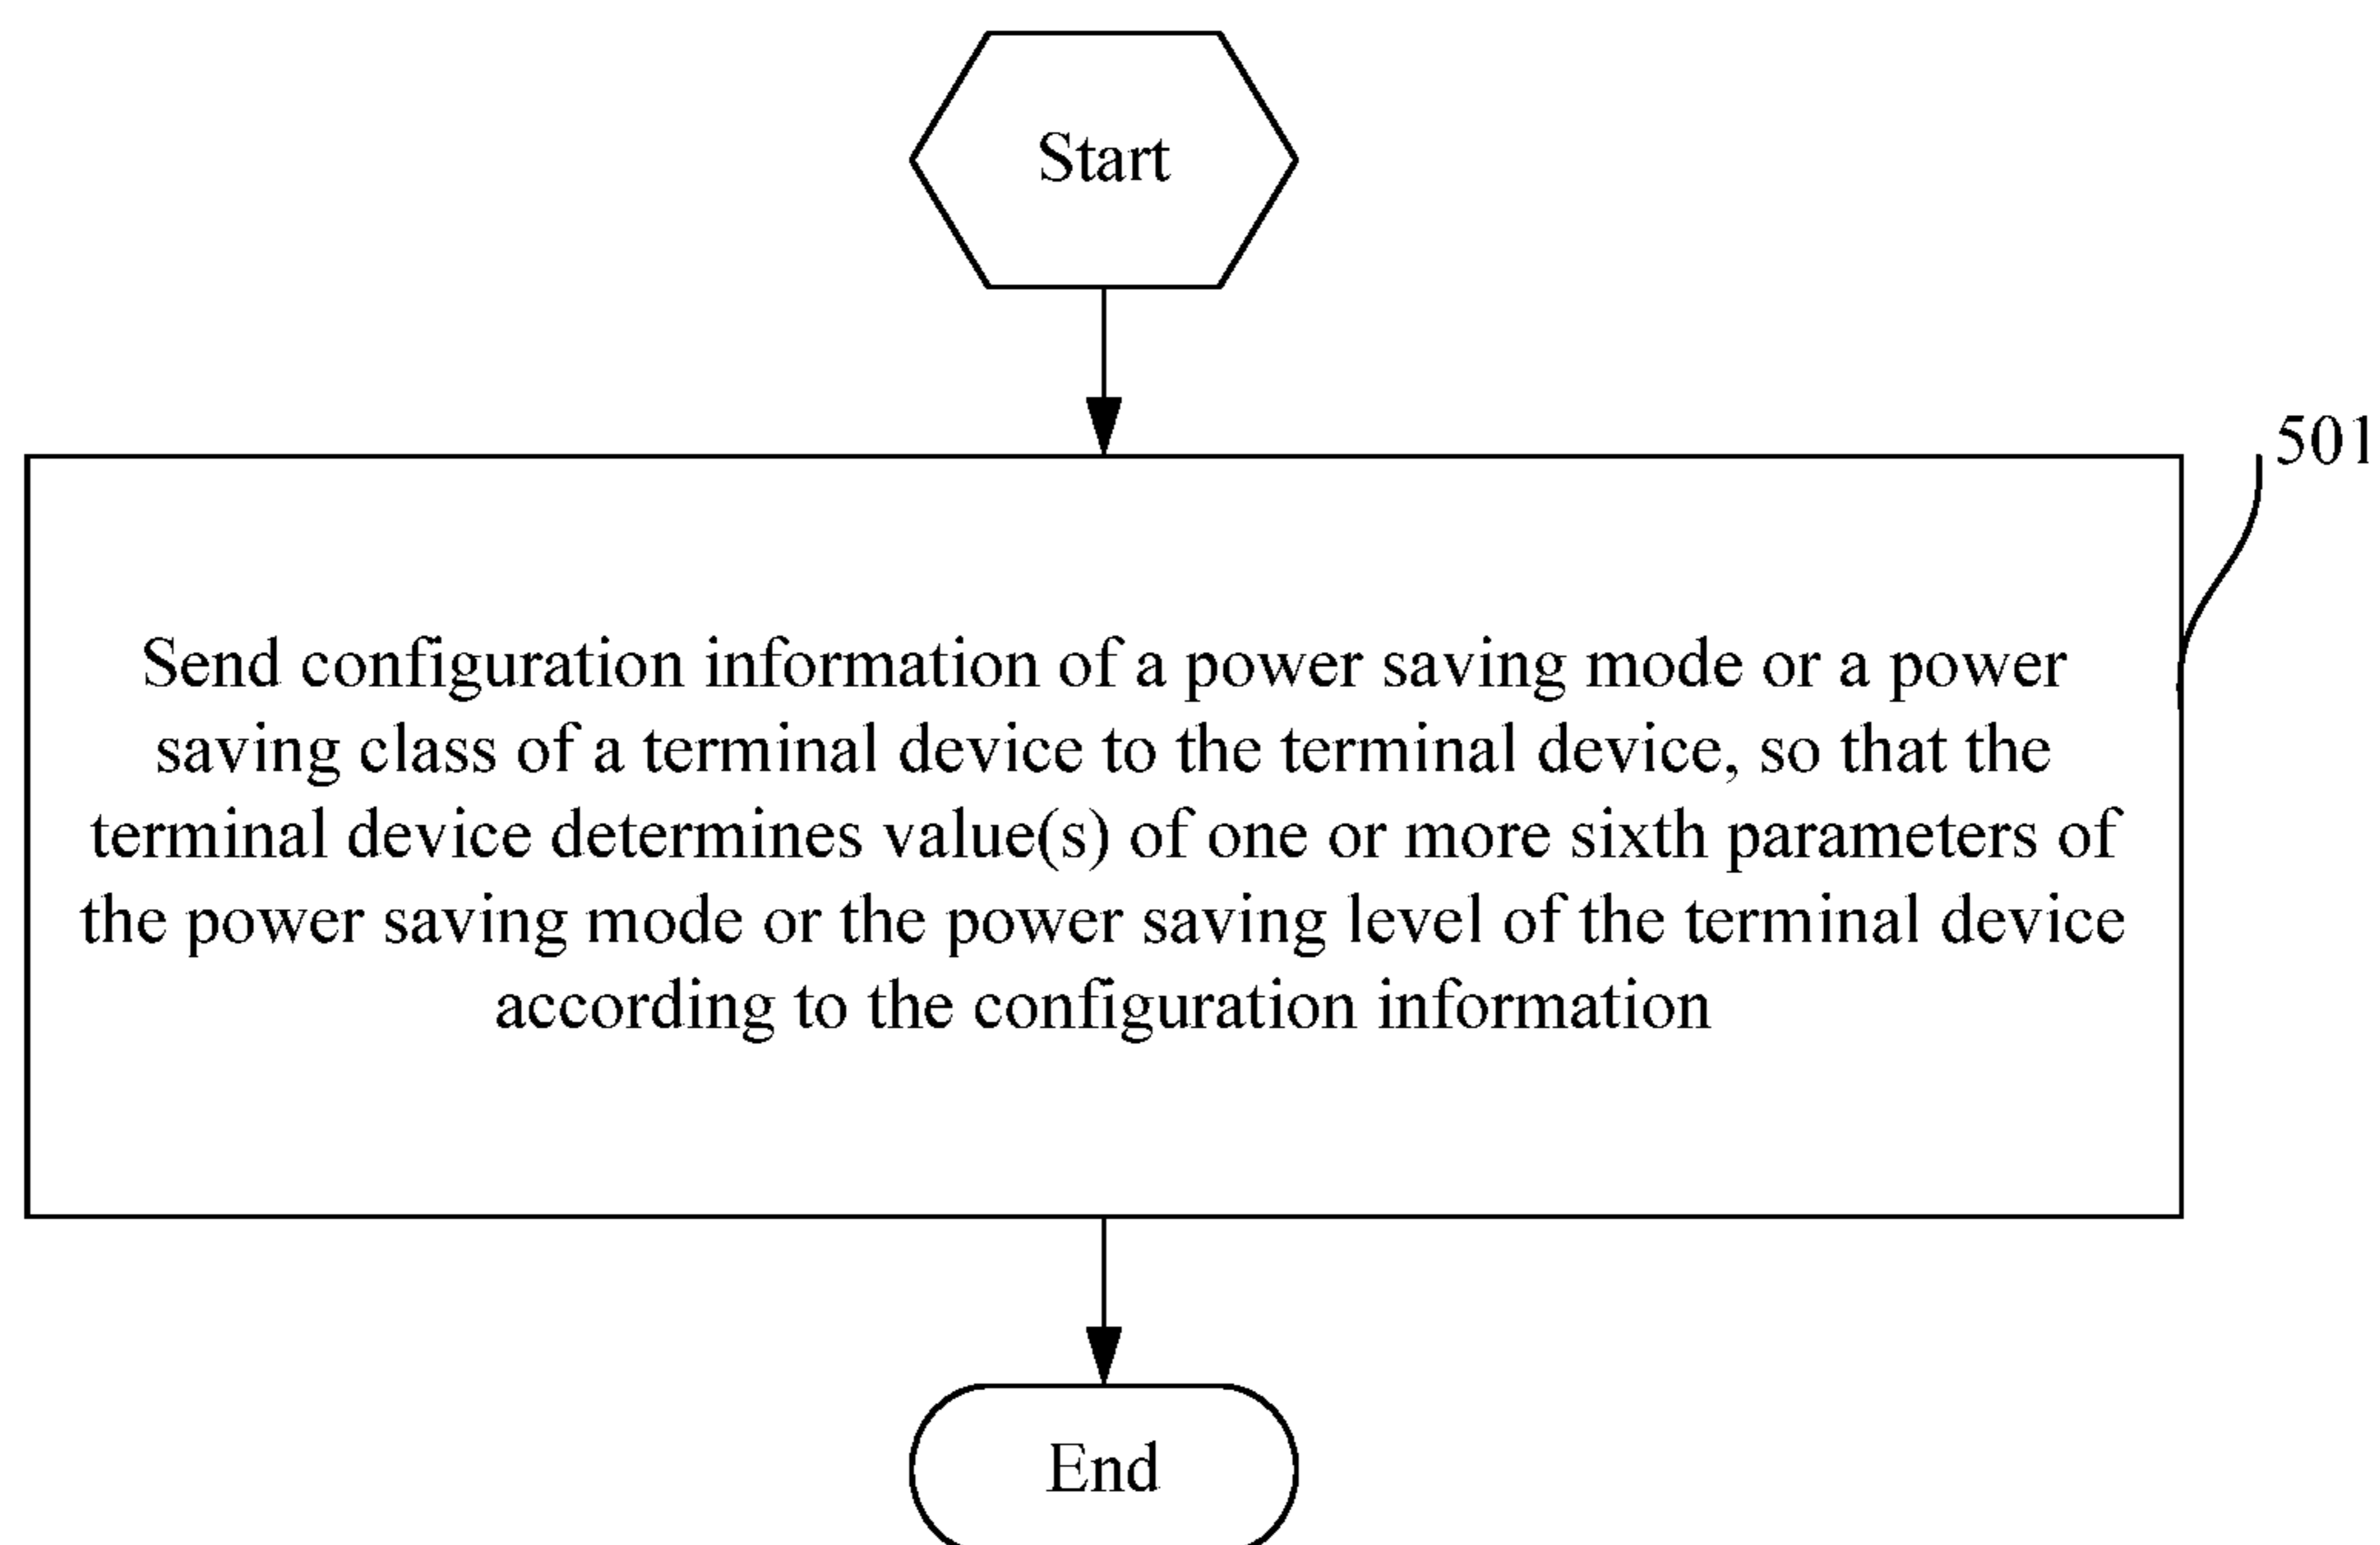 Start
501
Send configuration information of a power saving mode or a power
saving class of a terminal device to the terminal device, so that the
terminal device determines value(s) of one or more sixth parameters of
the power saving mode or the power saving level of the terminal device
according to the configuration information
End